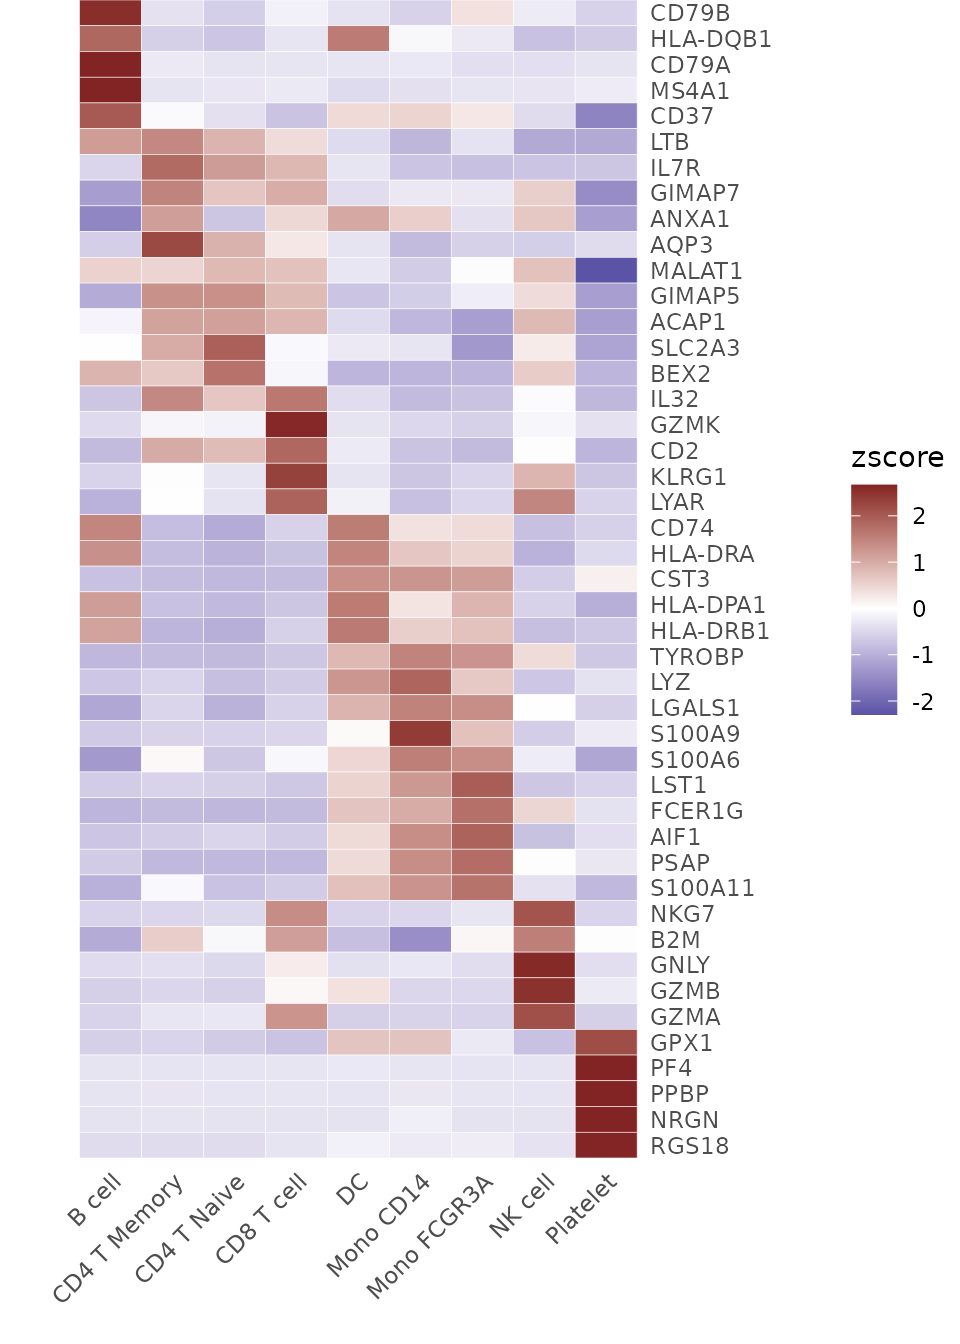 CD79B
HLA-DQB1
CD79A
MS4A1
CD37
LTB
IL7R
GIMAP7
ANXA1
AQP3
MALAT1
GIMAP5
ACAP1
SLC2A3
BEX2
IL32
GZMK
CD2
KLRG1
LYAR
CD74
HLA-DRA
CST3
HLA-DPA1
HLA-DRB1
TYROBP
LYZ
LGALS1
S100A9
S100A6
LST1
FCER1G
AIF1
PSAP
S100A11
NKG7
B2M
GNLY
GZMB
GZMA
GPX1
PF4
PPBP
NRGN
RGS18
zscore
2
1
0
-1
-2
B cell
CD4 T Memory
CD4 T Naive
CD8 T cell
DC
Mono CD14
Mono FCGR3A
NK cell
Platelet